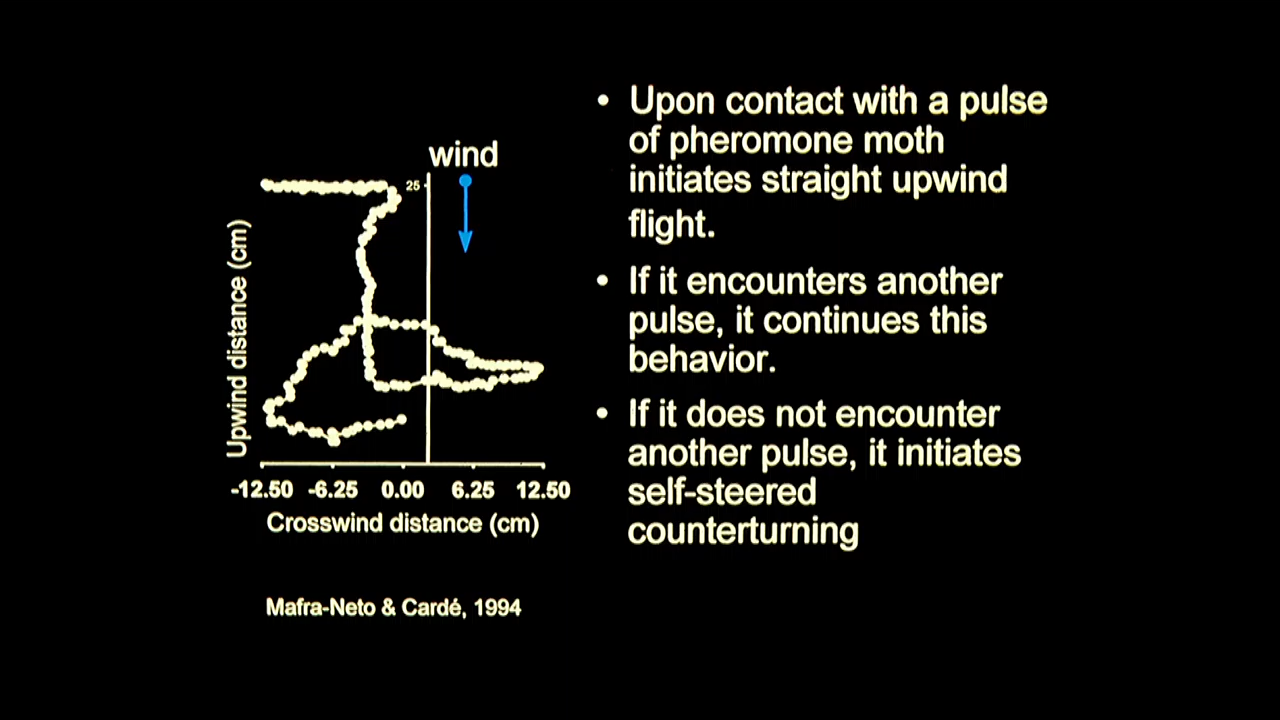 wind
25
Upwind distance (cm)
-12.50 -6.25 0.00 6.25 12.50
Crosswind distance (cm)
Mafra-Neto & Cardé, 1994
• Upon contact with a pulse
of pheromone moth
initiates straight upwind
flight.
• If it encounters another
pulse, it continues this
behavior.
• If it does not encounter
another pulse, it initiates
self-steered
counterturning